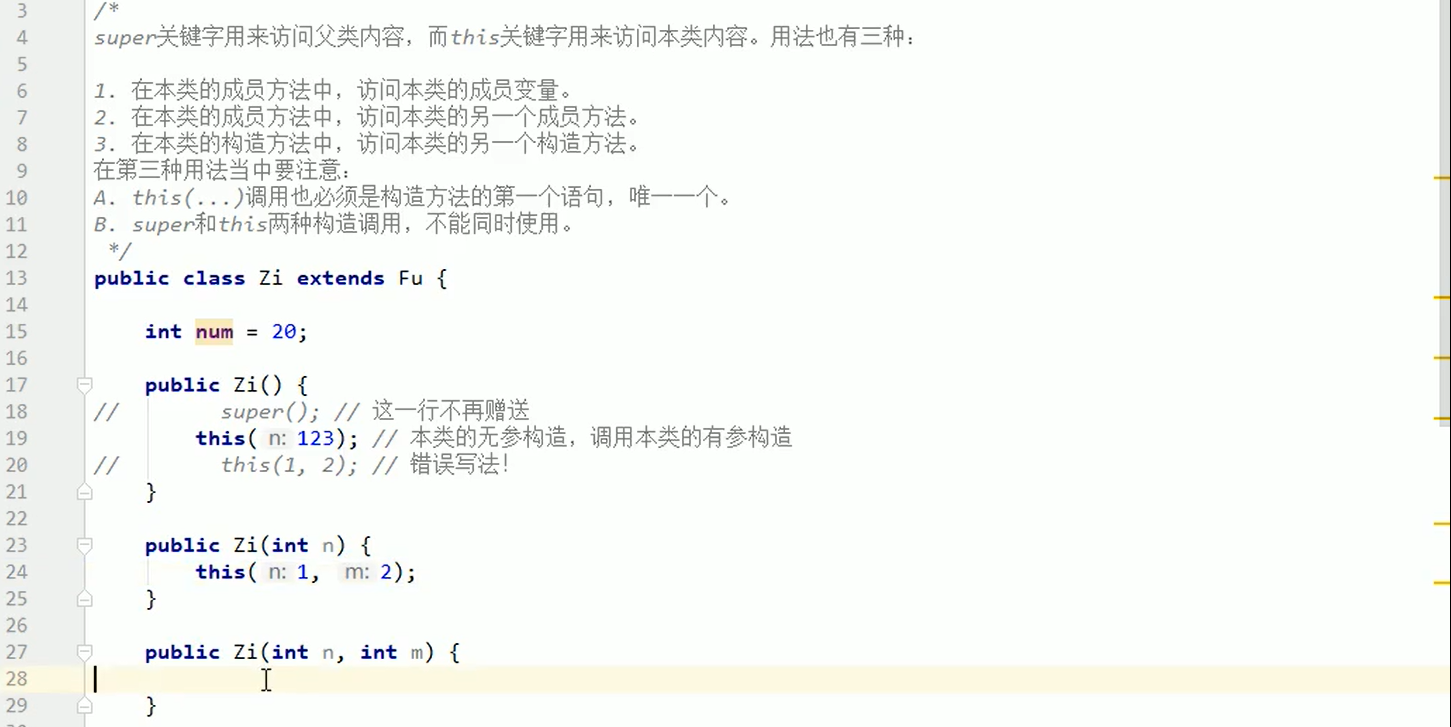 3 /*
4 super关键字用来访问父类内容，而this关键字用来访问本类内容。用法也有三种：
5
6 1. 在本类的成员方法中，访问本类的成员变量。
7 2. 在本类的成员方法中，访问本类的另一个成员方法。
8 3. 在本类的构造方法中，访问本类的另一个构造方法。
9 在第三种用法当中要注意：
10 A. this(...)调用也必须是构造方法的第一个语句，唯一一个。
11 B. super和this两种构造调用，不能同时使用。
12 */
13 public class Zi extends Fu {
14
15 int num = 20;
16
17 public Zi() {
18 // super(); // 这一行不再赠送
19 this( n: 123); // 本类的无参构造，调用本类的有参构造
20 // this(1, 2); // 错误写法！
21 }
22
23 public Zi(int n) {
24 this( n: 1, m: 2);
25 }
26
27 public Zi(int n, int m) {
28
29 }